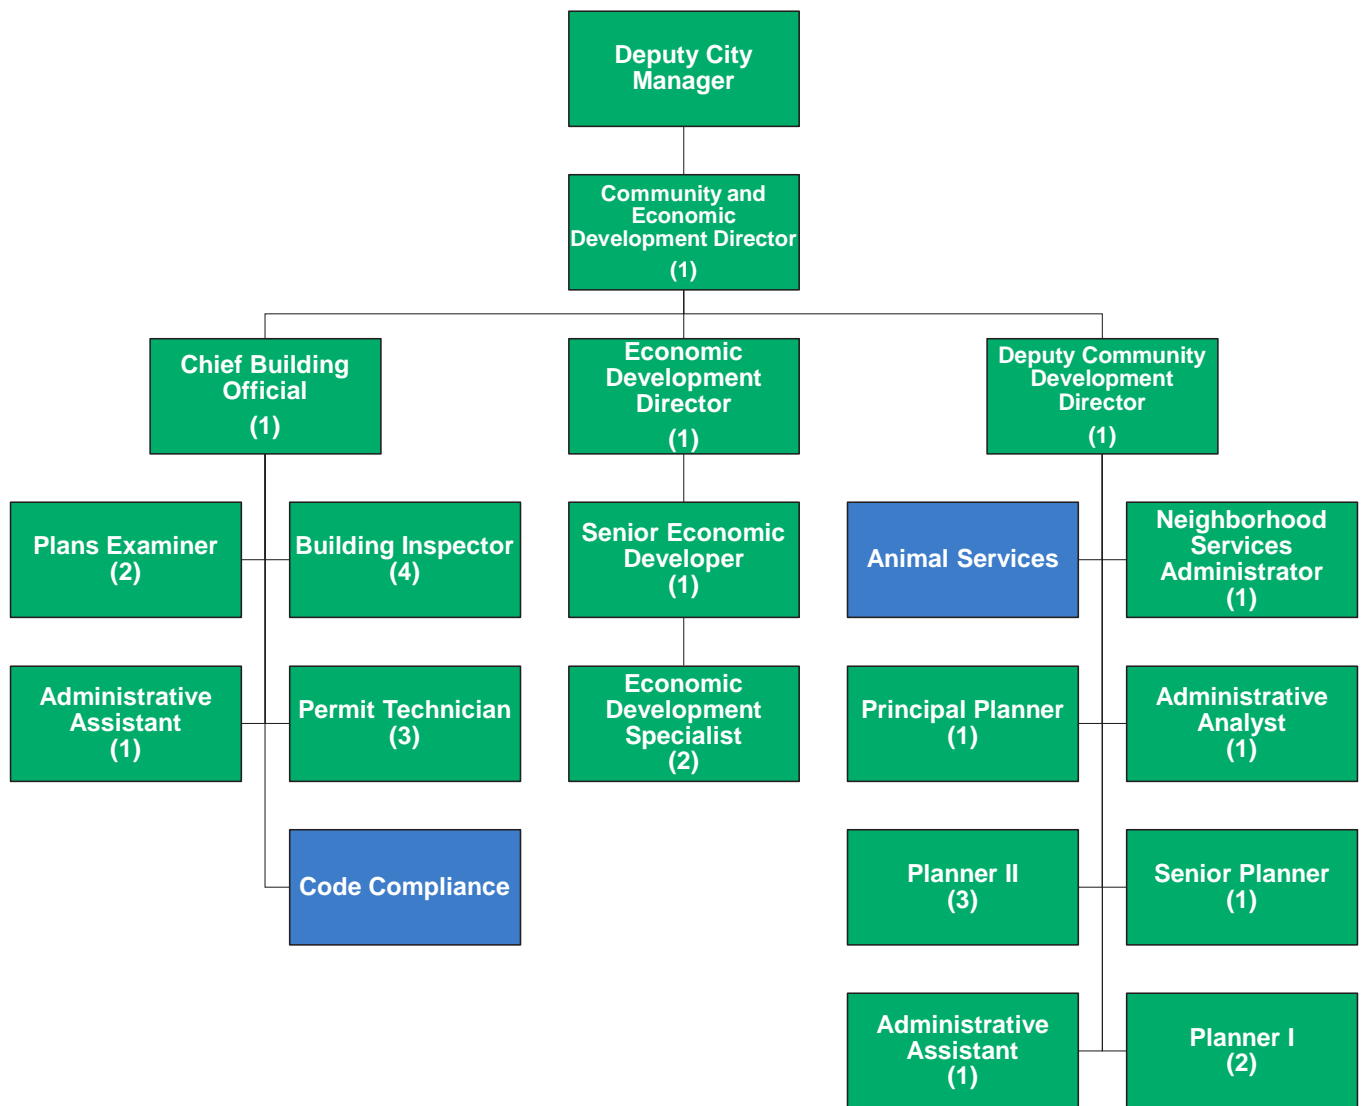 Deputy City
Manager
Community and
Economic
Development Director
(1)
Chief Building
Official
(1)
Economic
Development
Director
(1)
Deputy Community
Development
Director
(1)
Plans Examiner
(2)
Building Inspector
(4)
Senior Economic
Developer
(1)
Animal Services
Neighborhood
Services
Administrator
(1)
Administrative
Assistant
(1)
Permit Technician
(3)
Economic
Development
Specialist
(2)
Principal Planner
(1)
Administrative
Analyst
(1)
Code Compliance
Planner II
(3)
Senior Planner
(1)
Administrative
Assistant
(1)
Planner I
(2)